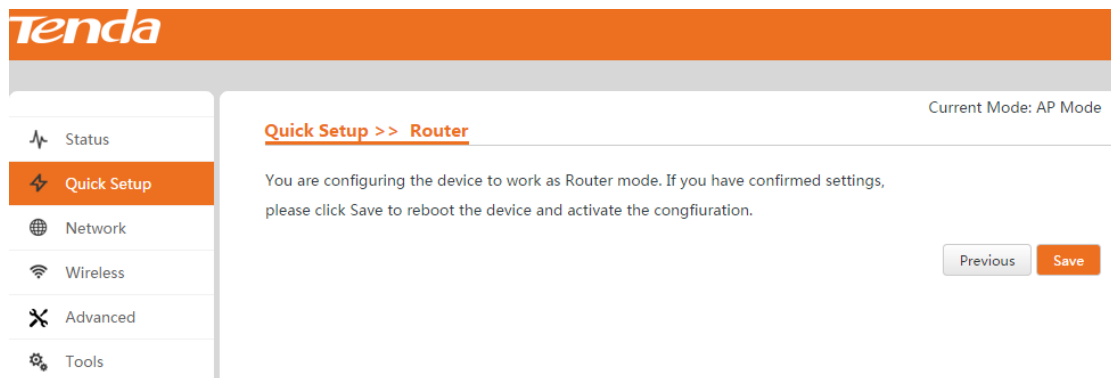 Tenda
Current Mode: AP Mode
Quick Setup >> Router
Status
Quick Setup
Network
Wireless
Advanced
Tools
You are configuring the device to work as Router mode. If you have confirmed settings,
please click Save to reboot the device and activate the congfiuration.
Previous
Save